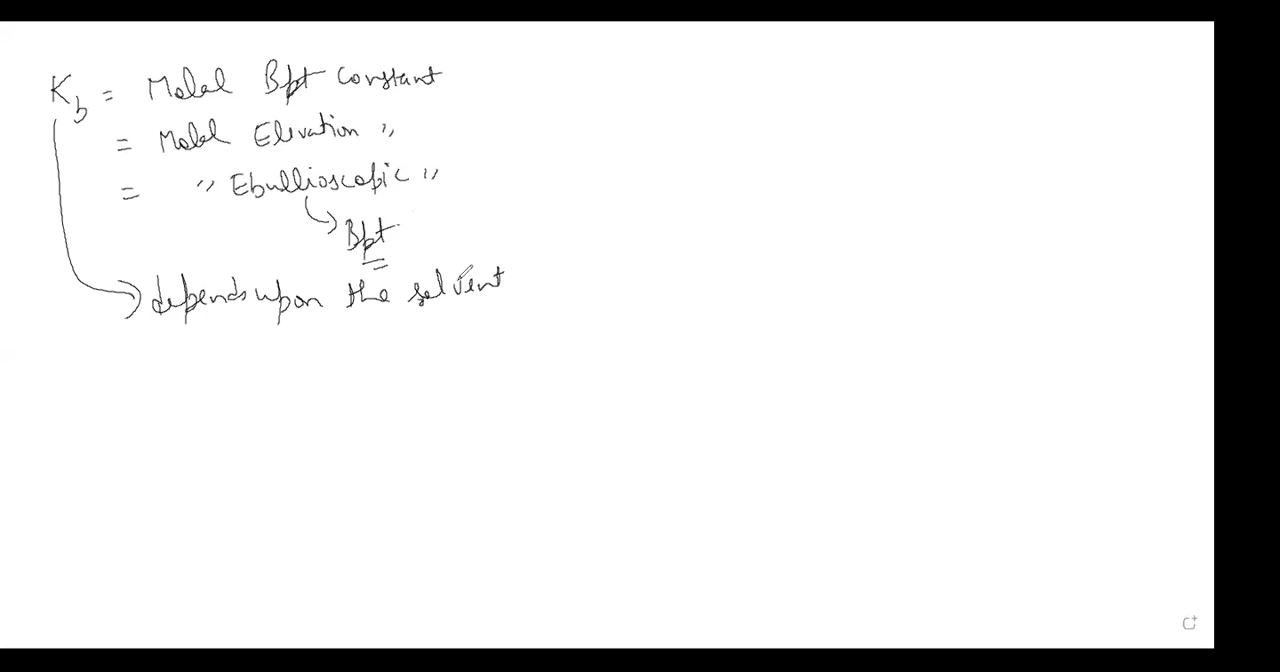 Kb = Molal Bpt Constant
= Molal Elevation "
= " Ebullioscopic "
Bpt
depends upon the solvent